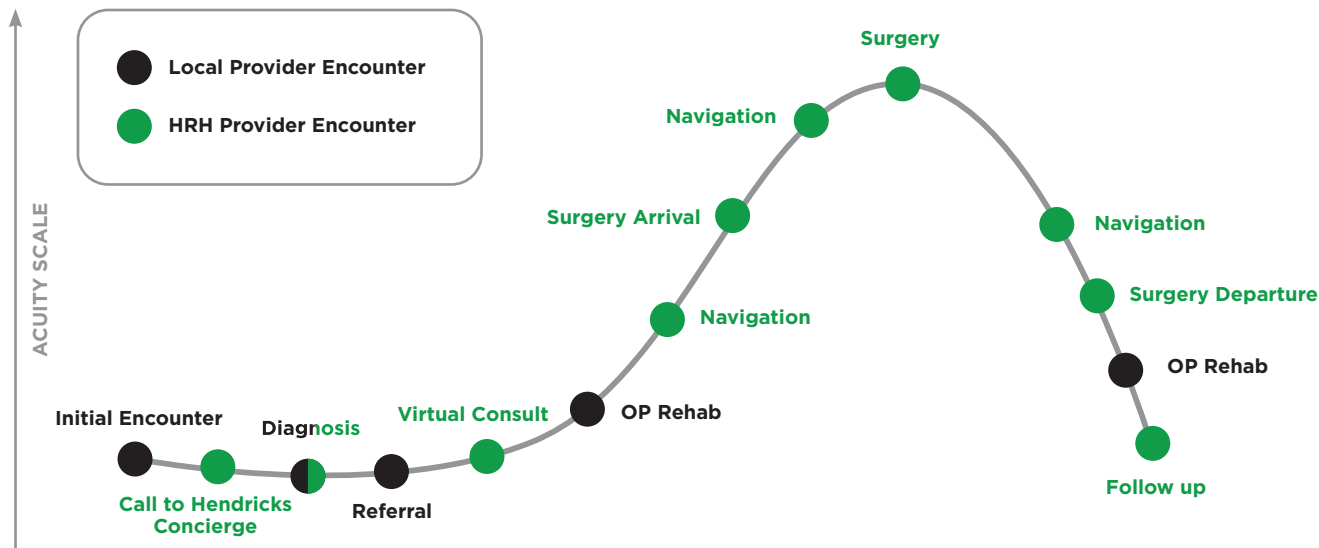 Local Provider Encounter
HRH Provider Encounter
ACUITY SCALE
Initial Encounter
Call to Hendricks
Concierge
Diagnosis
Referral
Virtual Consult
OP Rehab
Navigation
Surgery Arrival
Navigation
Surgery
Navigation
Surgery Departure
OP Rehab
Follow up